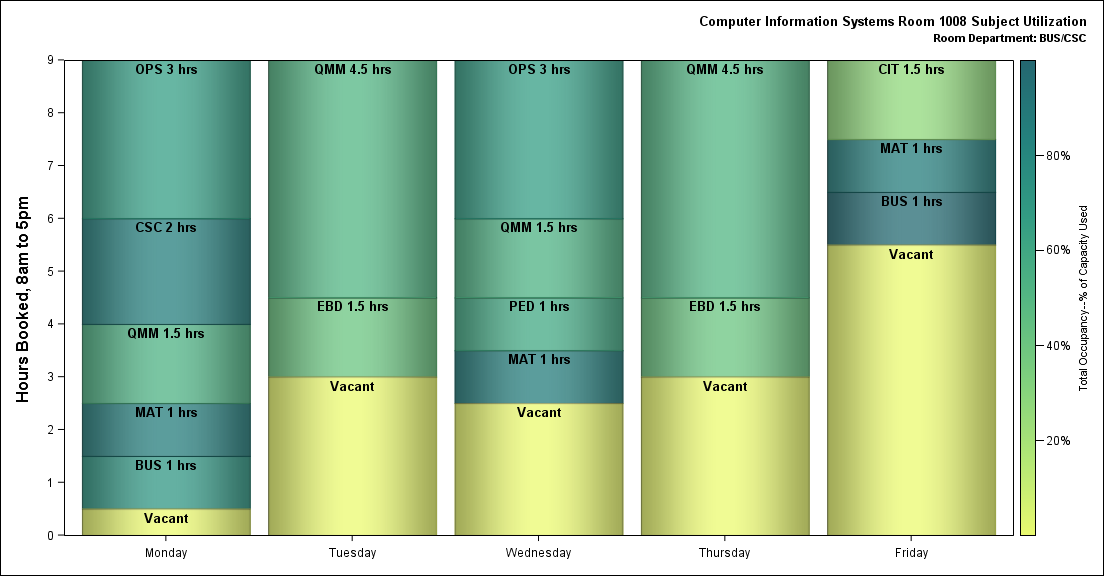 Computer Information Systems Room 1008 Subject Utilization
Room Department: BUS/CSC
Hours Booked, 8am to 5pm
9
8
7
6
5
4
3
2
1
0
OPS 3 hrs
CSC 2 hrs
QMM 1.5 hrs
MAT 1 hrs
BUS 1 hrs
Vacant
Monday
QMM 4.5 hrs
EBD 1.5 hrs
Vacant
Tuesday
OPS 3 hrs
QMM 1.5 hrs
PED 1 hrs
MAT 1 hrs
Vacant
Wednesday
QMM 4.5 hrs
EBD 1.5 hrs
Vacant
Thursday
CIT 1.5 hrs
MAT 1 hrs
BUS 1 hrs
Vacant
Friday
80%
60%
40%
20%
Total Occupancy--% of Capacity Used